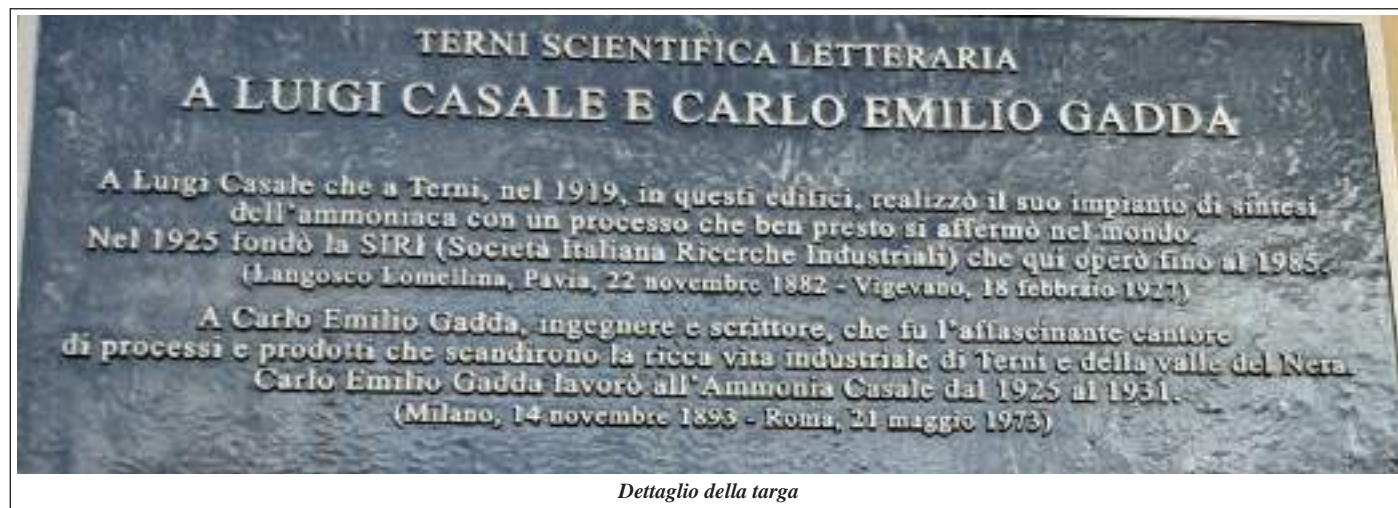 TERNI SCIENTIFICA LETTERARIA
A LUIGI CASALE E CARLO EMILIO GADDA
A Luigi Casale che a Terni, nel 1919, in questi edifici, realizzò il suo impianto di sintesi
dell'ammoniaca con un processo che ben presto si affermò nel mondo.
Nel 1925 fondò la SIRI (Società Italiana Ricerche Industriali) che qui operò fino al 1985.
(Langosco Lomellina, Pavia, 22 novembre 1882 - Vigevano, 18 febbraio 1927)
A Carlo Emilio Gadda, ingegnere e scrittore, che fu l'affascinante cantore
di processi e prodotti che scandirono la ricca vita industriale di Terni e della valle del Nera.
Carlo Emilio Gadda lavorò all'Ammonia Casale dal 1925 al 1931.
(Milano, 14 novembre 1893 - Roma, 21 maggio 1973)
Dettaglio della targa